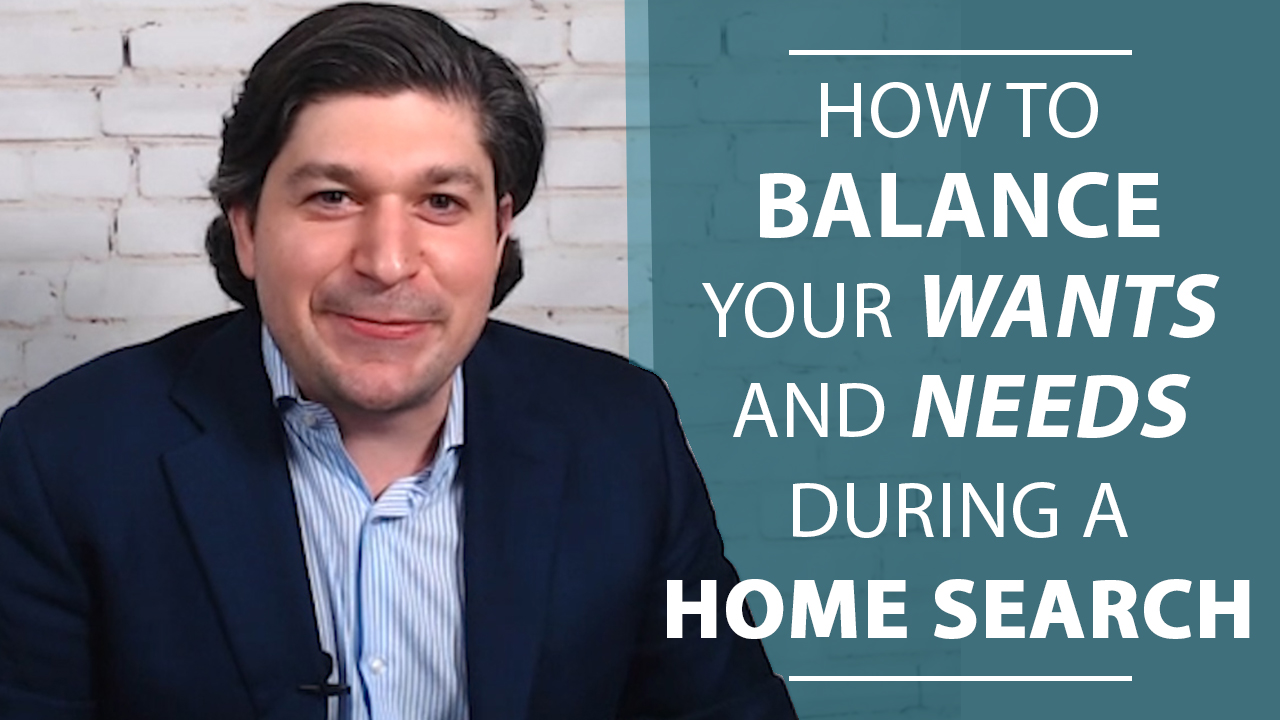 HOW TO
BALANCE
YOUR WANTS
AND NEEDS
DURING A
HOME SEARCH